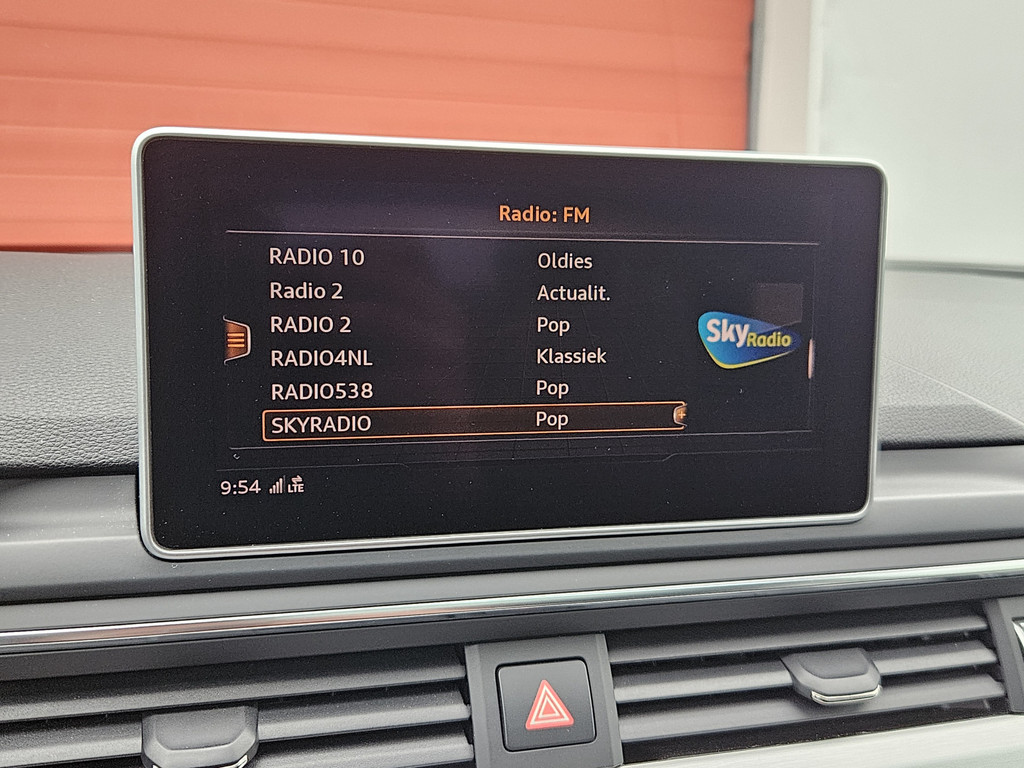 Radio: FM
RADIO 10 Oldies
Radio 2 Actualit.
RADIO 2 Pop
RADIO4NL Klassiek
RADIO538 Pop
SKYRADIO Pop
Sky Radio
9:54 LTE